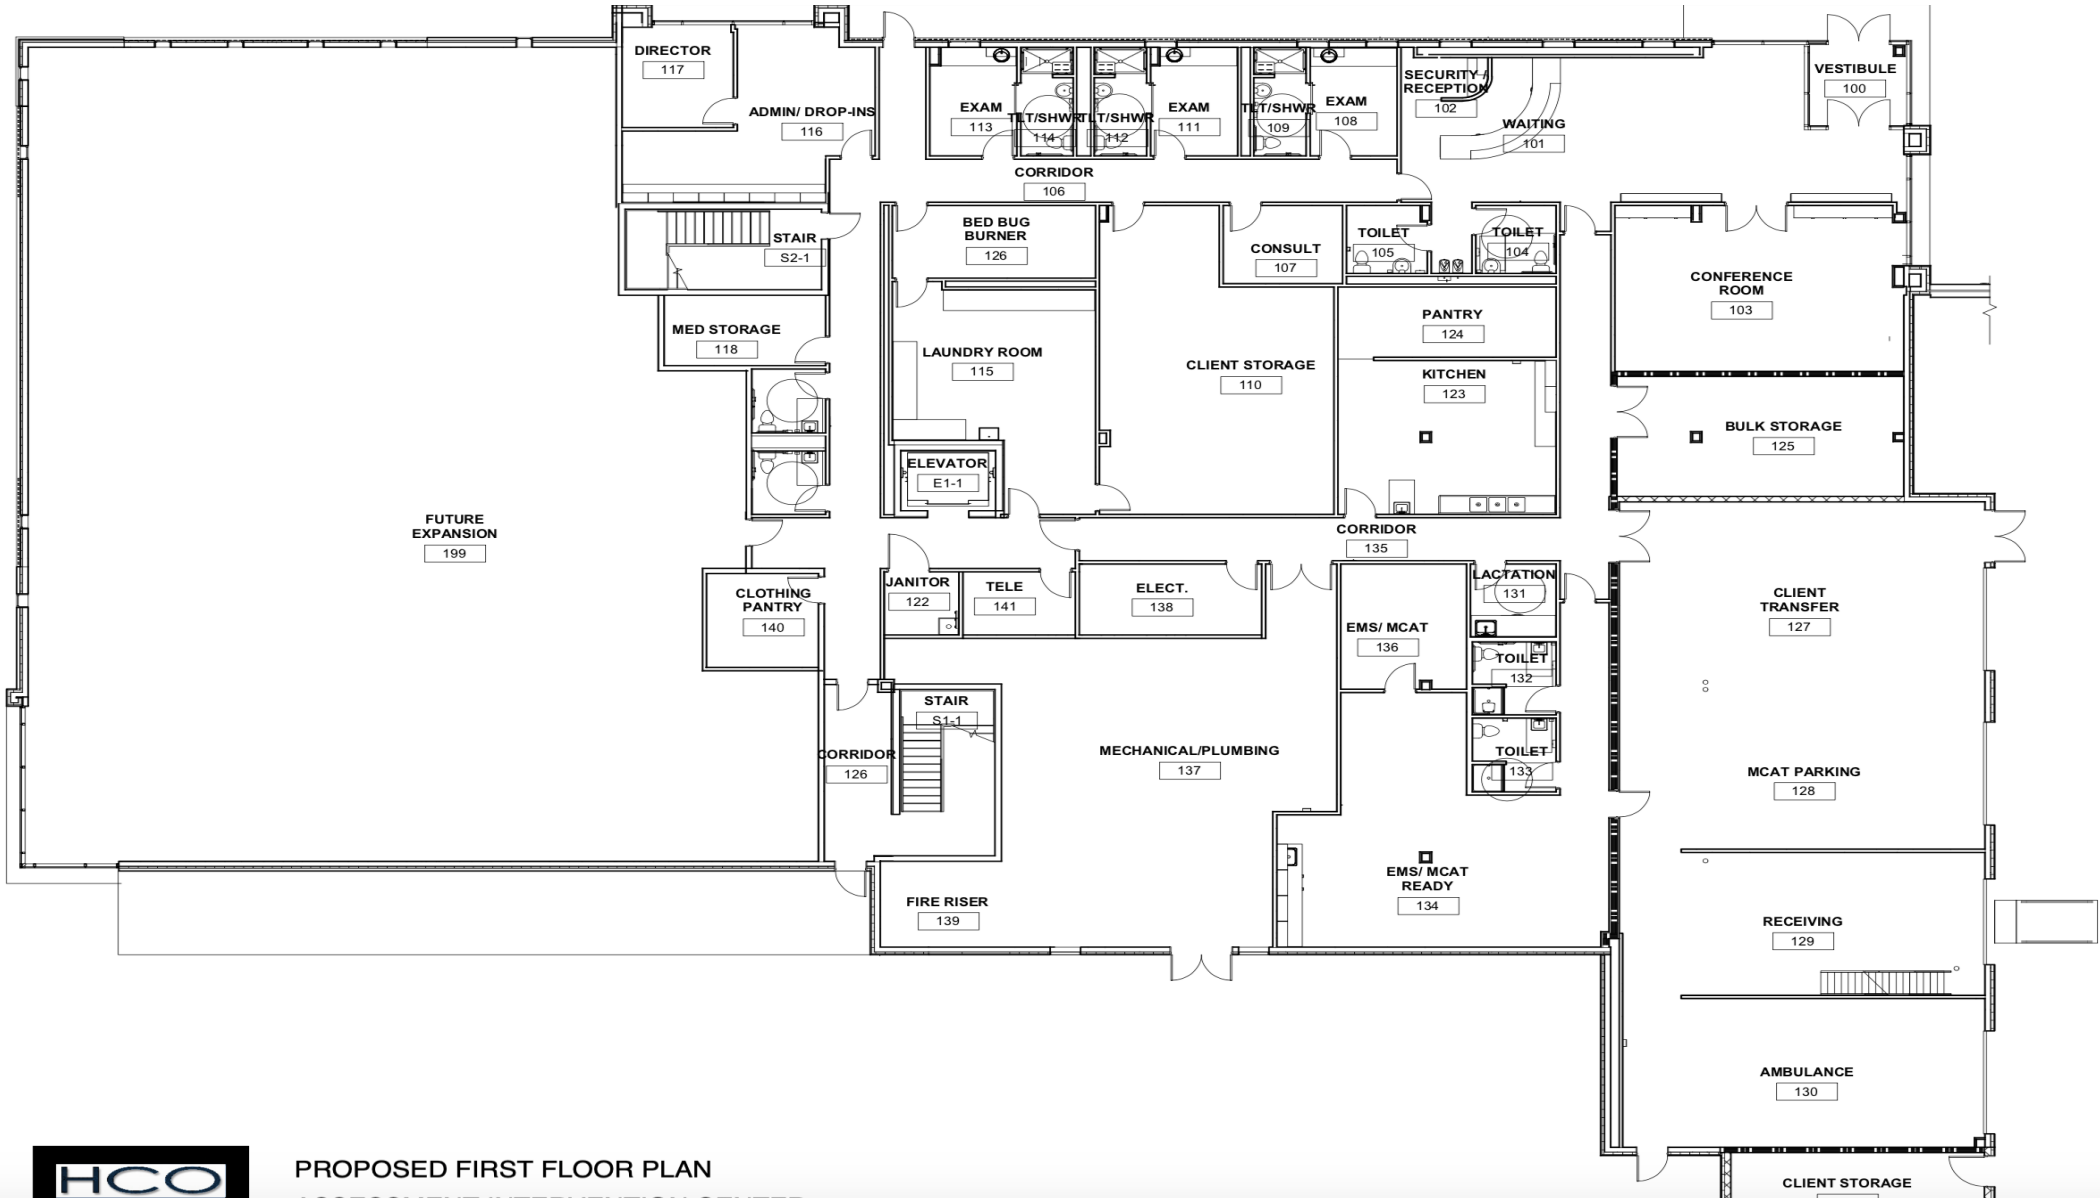 DIRECTOR
117
ADMIN/ DROP-INS
116
EXAM
113
TLT/SHWR
114
TLT/SHWR
112
EXAM
111
TLT/SHWR
109
EXAM
108
SECURITY /
RECEPTION
102
WAITING
101
VESTIBULE
100
CORRIDOR
106
STAIR
S2-1
BED BUG
BURNER
126
CONSULT
107
TOILET
105
TOILET
104
CONFERENCE
ROOM
103
MED STORAGE
118
LAUNDRY ROOM
115
CLIENT STORAGE
110
PANTRY
124
KITCHEN
123
BULK STORAGE
125
ELEVATOR
E1-1
FUTURE
EXPANSION
199
CORRIDOR
135
CLOTHING
PANTRY
140
JANITOR
122
TELE
141
ELECT.
138
EMS/ MCAT
136
LACTATION
131
TOILET
132
TOILET
133
CLIENT
TRANSFER
127
STAIR
S1-1
CORRIDOR
126
MECHANICAL/PLUMBING
137
MCAT PARKING
128
EMS/ MCAT
READY
134
FIRE RISER
139
RECEIVING
129
AMBULANCE
130
CLIENT STORAGE
HCO
PROPOSED FIRST FLOOR PLAN
ASSESSMENT INTERVENTION CENTER